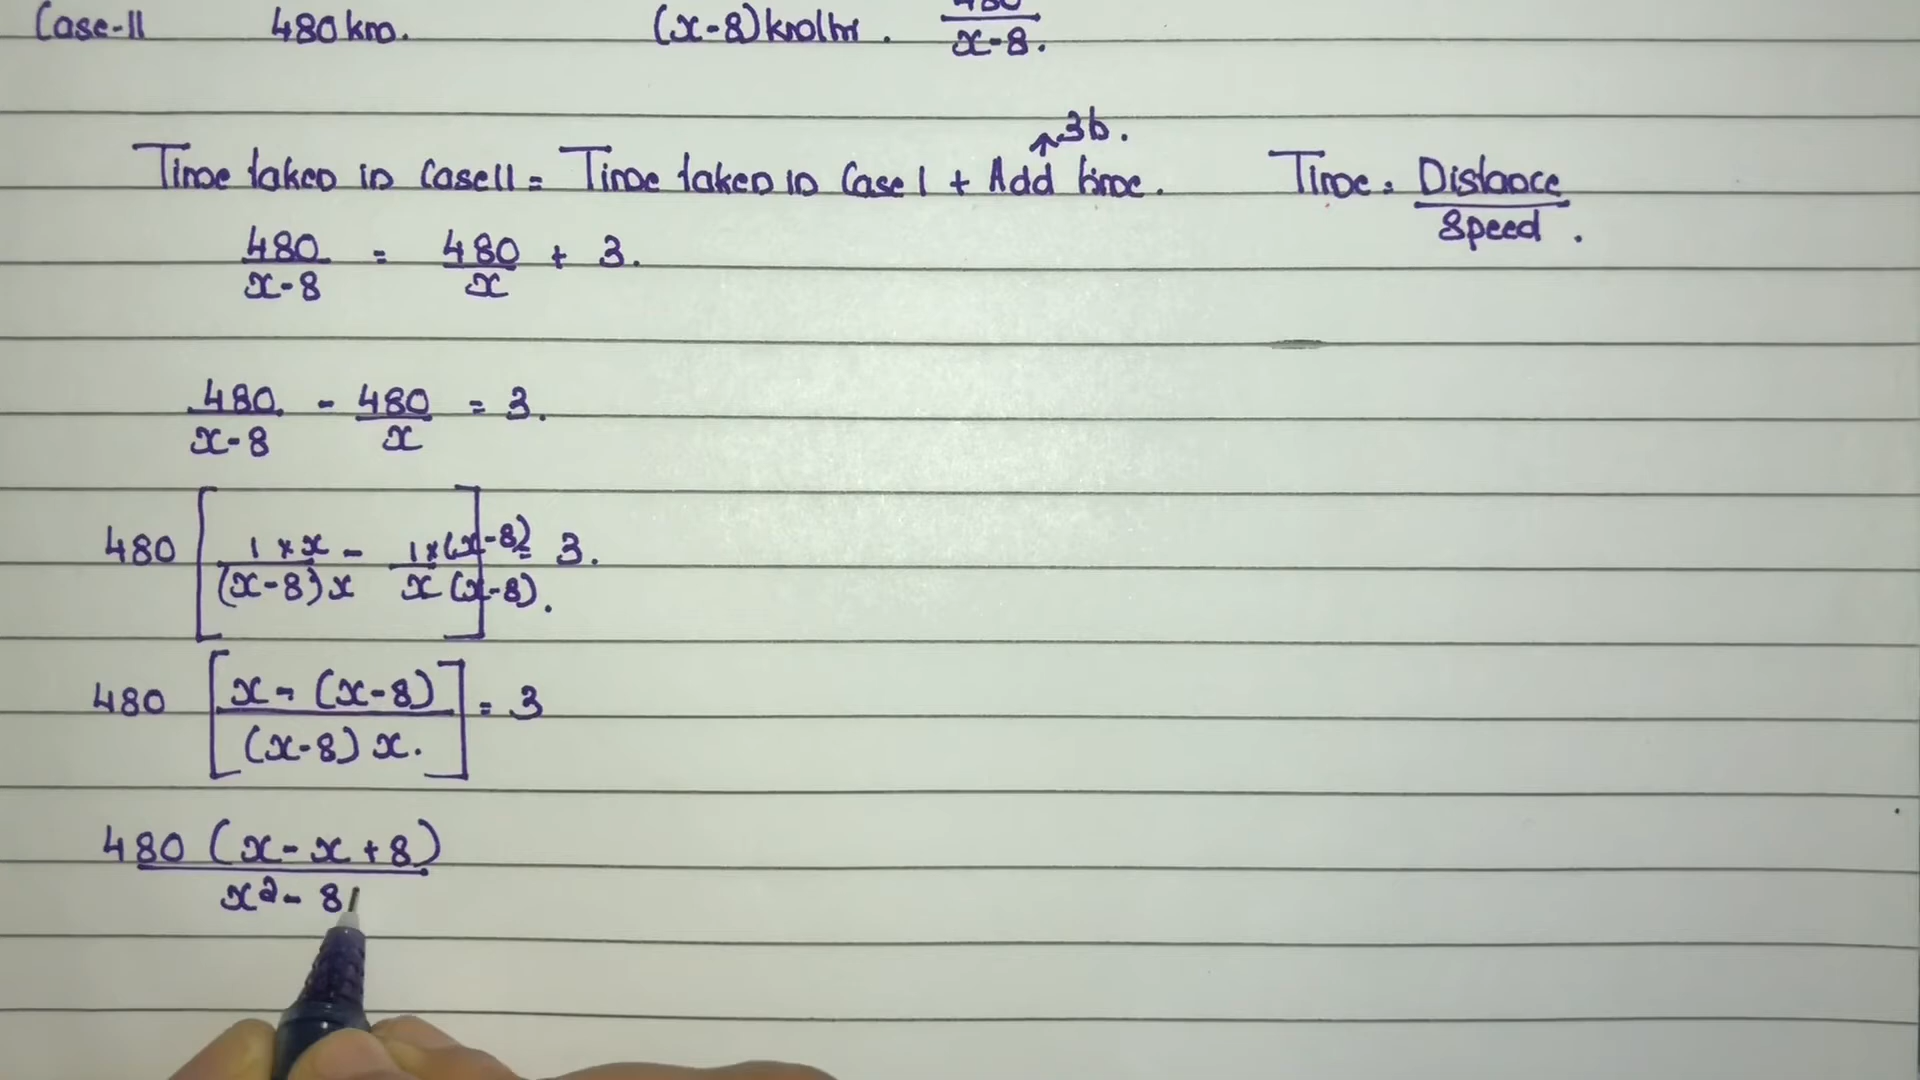 Case-II 480 km. (x-8) km/hr. 480/x-8.
3h.
Time taken in case II = Time taken in Case I + Add time. Time = Distance/Speed.
480/x-8 = 480/x + 3.
480/x-8 - 480/x = 3.
480 [1×x/(x-8)x - 1×(x-8)/x(x-8)] = 3.
480 [x-(x-8)/(x-8)x.] = 3
480 (x-x+8)/x²-8